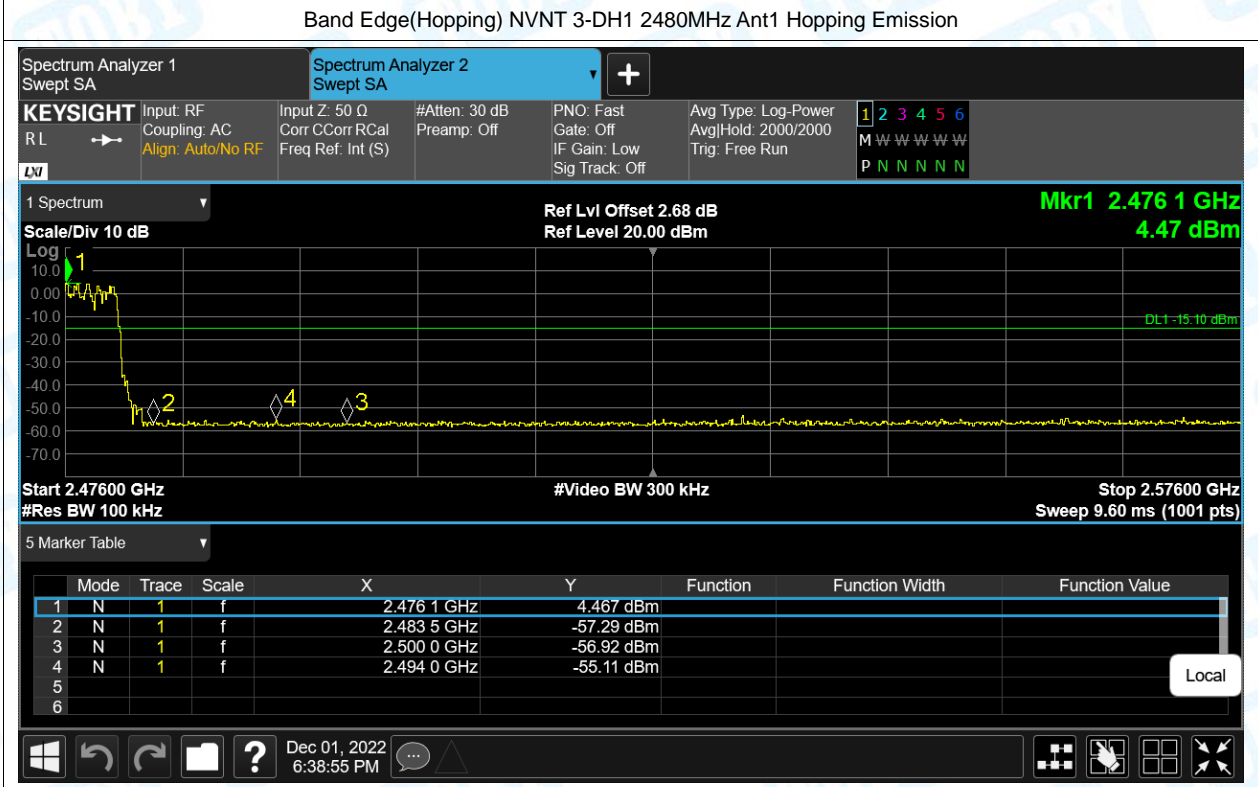 Band Edge(Hopping) NVNT 3-DH1 2480MHz Ant1 Hopping Emission
Spectrum Analyzer 1
Swept SA
Spectrum Analyzer 2
Swept SA
+
KEYSIGHT
R L
LXI
Input: RF
Coupling: AC
Align: Auto/No RF
Input Z: 50 Ω
Corr CCorr RCal
Freq Ref: Int (S)
#Atten: 30 dB
Preamp: Off
PNO: Fast
Gate: Off
IF Gain: Low
Sig Track: Off
Avg Type: Log-Power
Avg|Hold: 2000/2000
Trig: Free Run
1 2 3 4 5 6
M W W W W W
P N N N N N
1 Spectrum
Scale/Div 10 dB
Ref Lvl Offset 2.68 dB
Ref Level 20.00 dBm
Mkr1 2.476 1 GHz
4.47 dBm
Log
10.0
0.00
-10.0
-20.0
-30.0
-40.0
-50.0
-60.0
-70.0
1
DL1 -15.10 dBm
2
4
3
Start 2.47600 GHz
#Res BW 100 kHz
#Video BW 300 kHz
Stop 2.57600 GHz
Sweep 9.60 ms (1001 pts)
5 Marker Table
Mode Trace Scale X Y Function Function Width Function Value
1 N 1 f 2.476 1 GHz 4.467 dBm
2 N 1 f 2.483 5 GHz -57.29 dBm
3 N 1 f 2.500 0 GHz -56.92 dBm
4 N 1 f 2.494 0 GHz -55.11 dBm
5
6
Local
?
Dec 01, 2022
6:38:55 PM